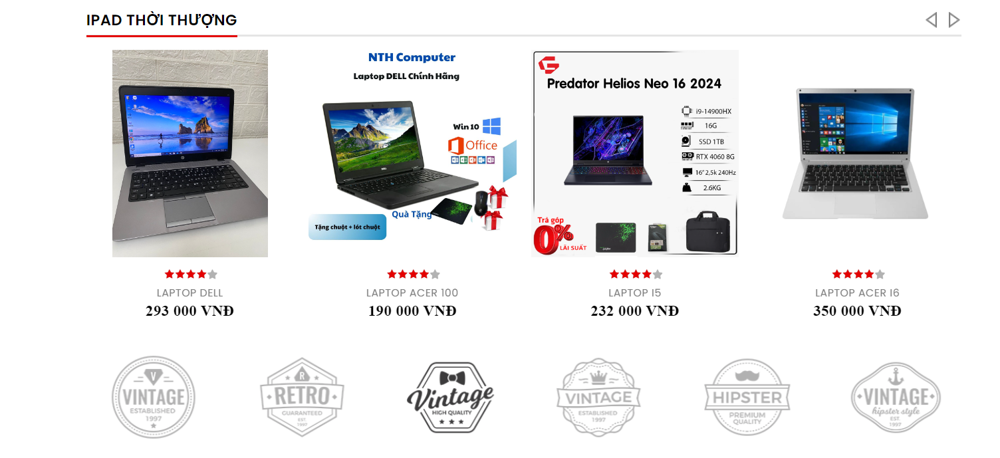 IPAD THỜI THƯỢNG
NTH Computer
Laptop DELL Chính Hãng
Win 10
Office
DELL
Quà Tặng
Tặng chuột + lót chuột
Predator Helios Neo 16 2024
i9-14900HX
16G
SSD 1TB
RTX 4060 8G
16" 2,5k 240Hz
2.6KG
Trả góp
0%
LÃI SUẤT
LAPTOP DELL
293 000 VNĐ
LAPTOP ACER 100
190 000 VNĐ
LAPTOP I5
232 000 VNĐ
LAPTOP ACER I6
350 000 VNĐ
V
VINTAGE
ESTABLISHED
1997
R
RETRO
GUARANTEED
EST.
1997
Vintage
HIGH QUALITY
VINTAGE
ESTABLISHED
1997
HIPSTER
PREMIUM
QUALITY
VINTAGE
hipster style
EST.
1997